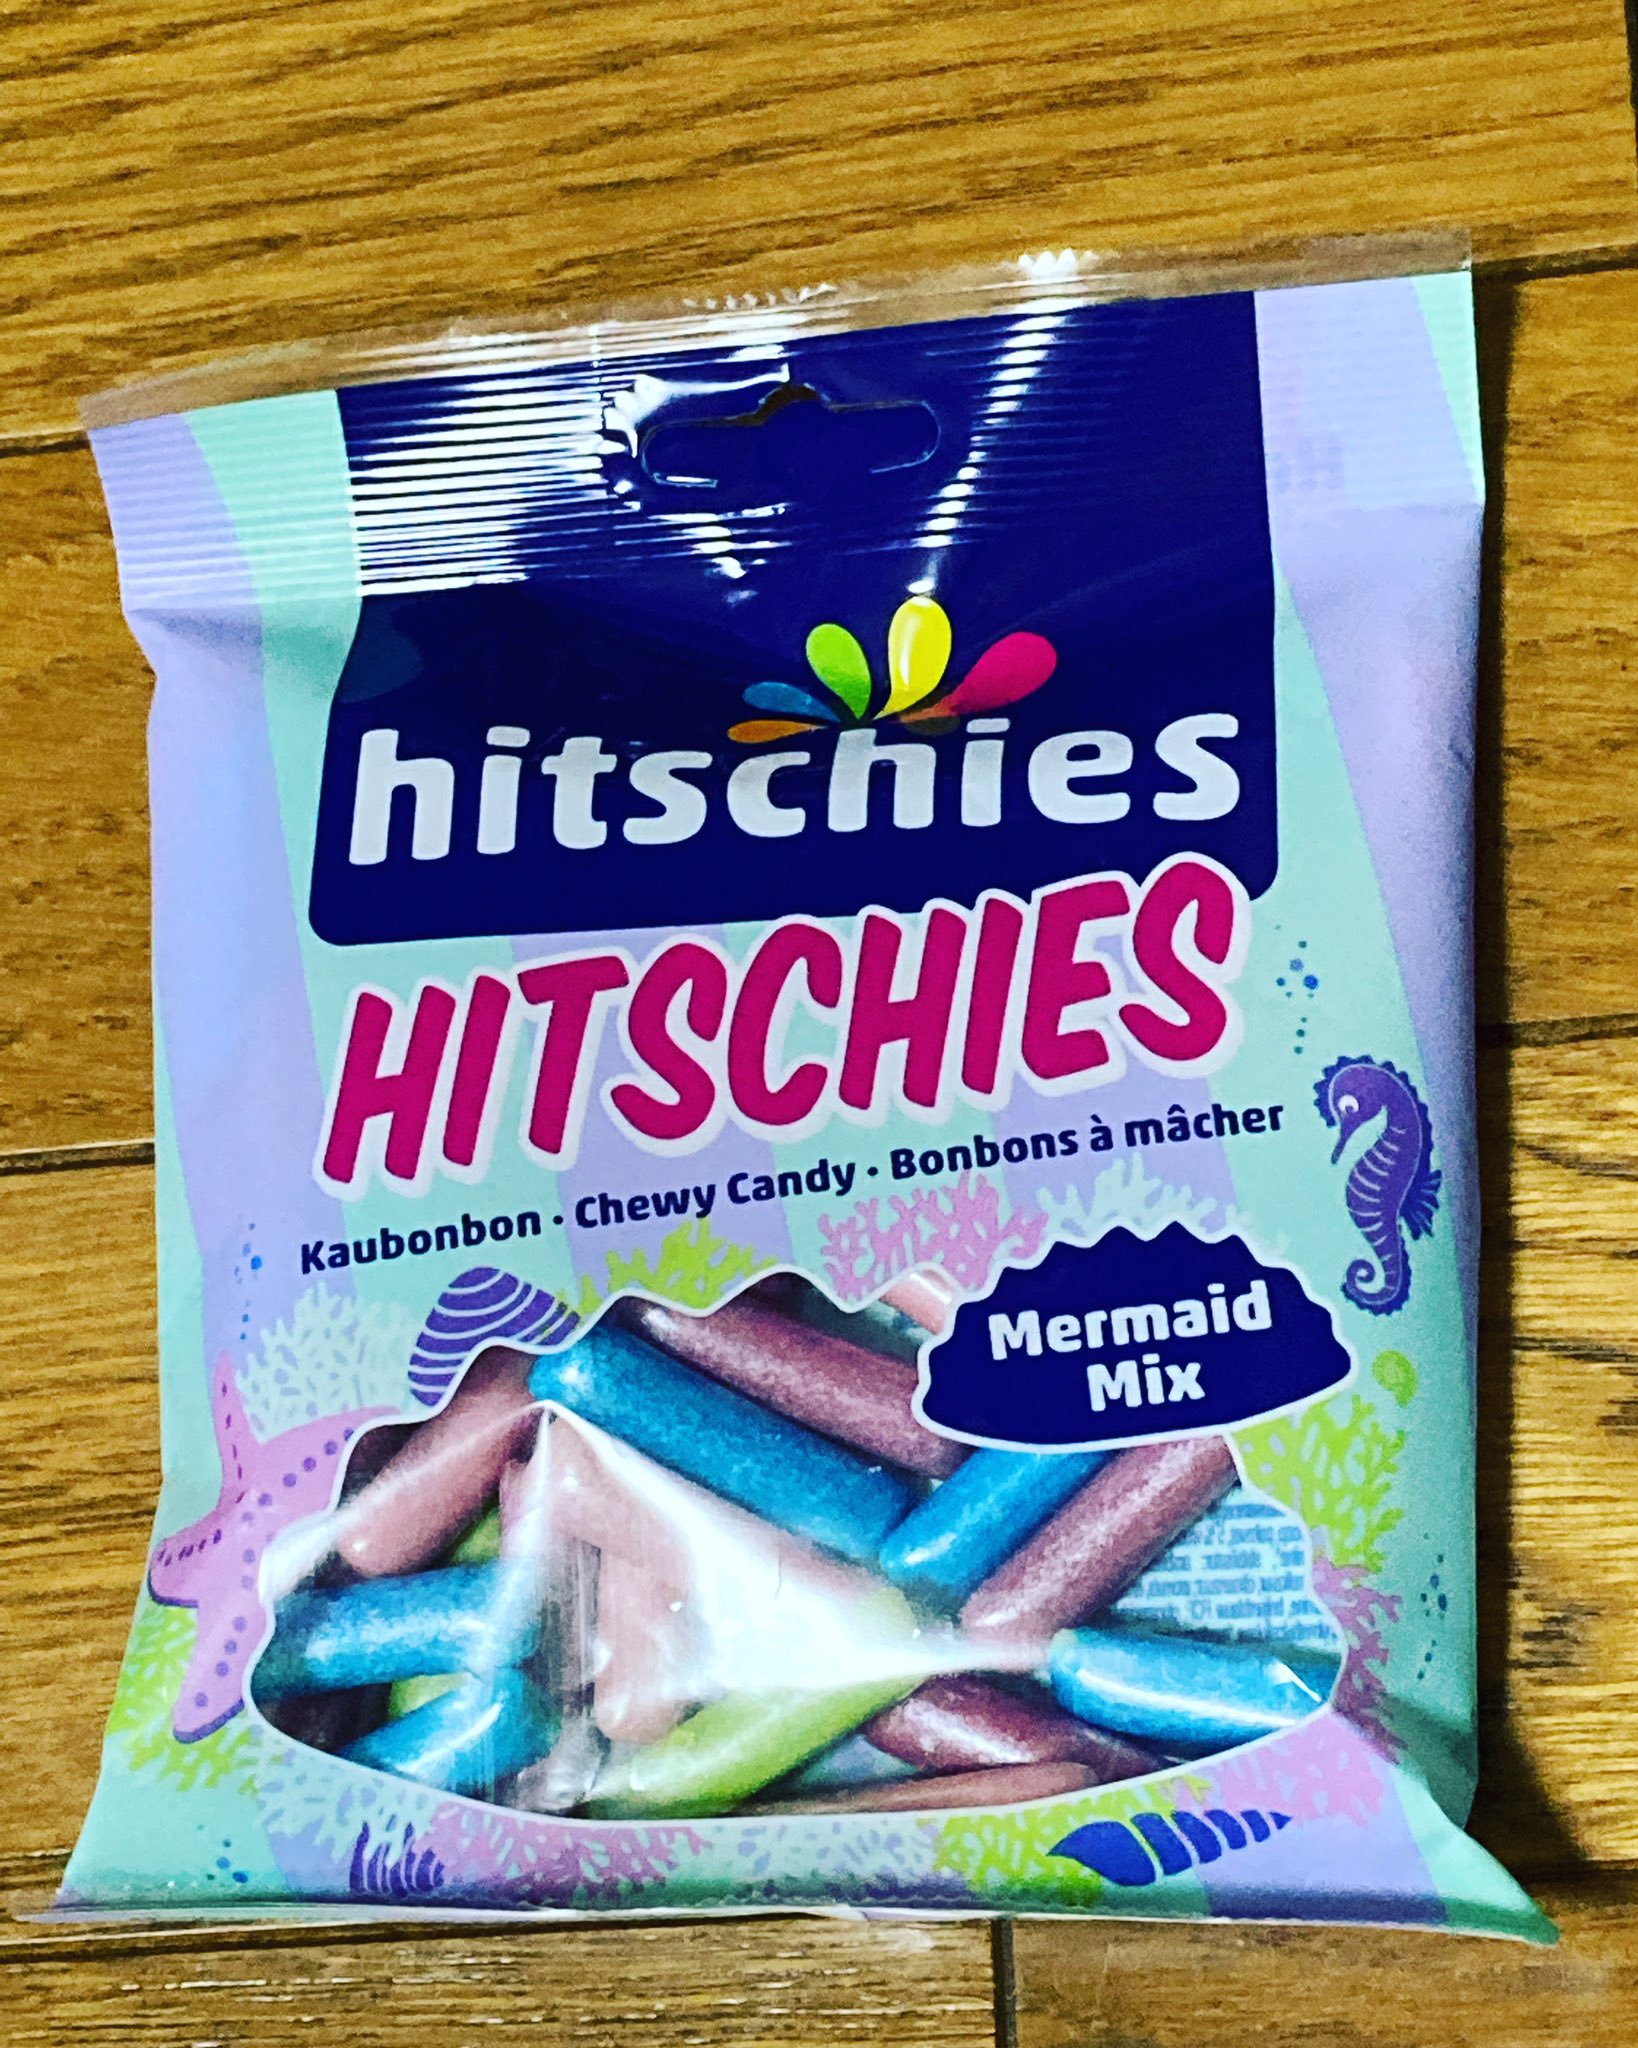 hitschies
HITSCHIES
Kaubonbon · Chewy Candy · Bonbons à mâcher
Mermaid
Mix